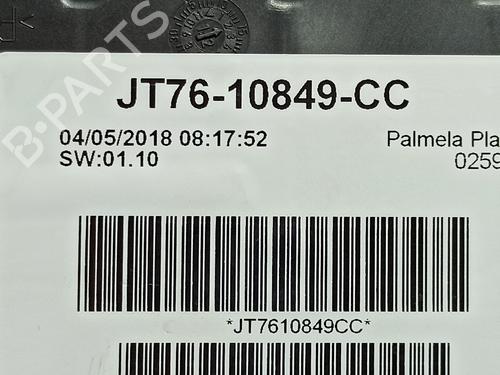 JT76-10849-CC
04/05/2018 08:17:52
Palmela Pla
SW:01.10
0259
*JT7610849CC*
B-PARTS